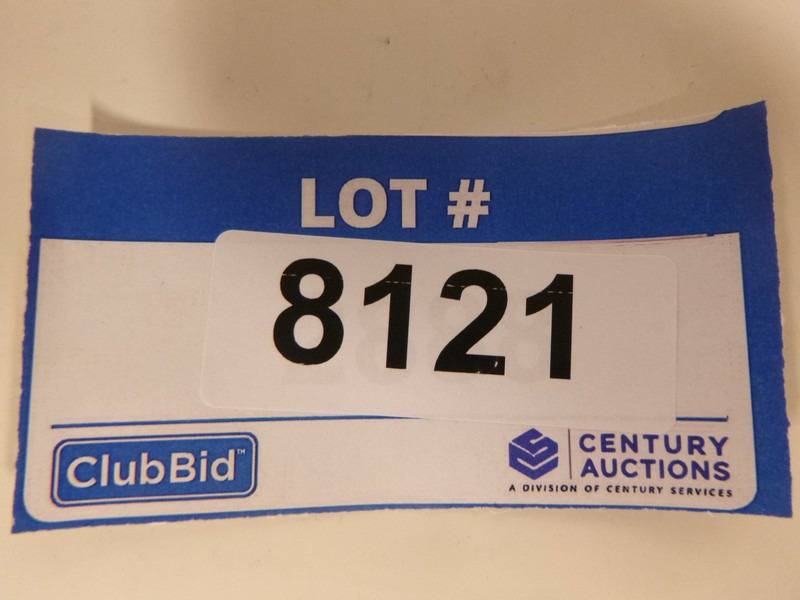 LOT #
8121
ClubBid™
CENTURY
AUCTIONS
A DIVISION OF CENTURY SERVICES